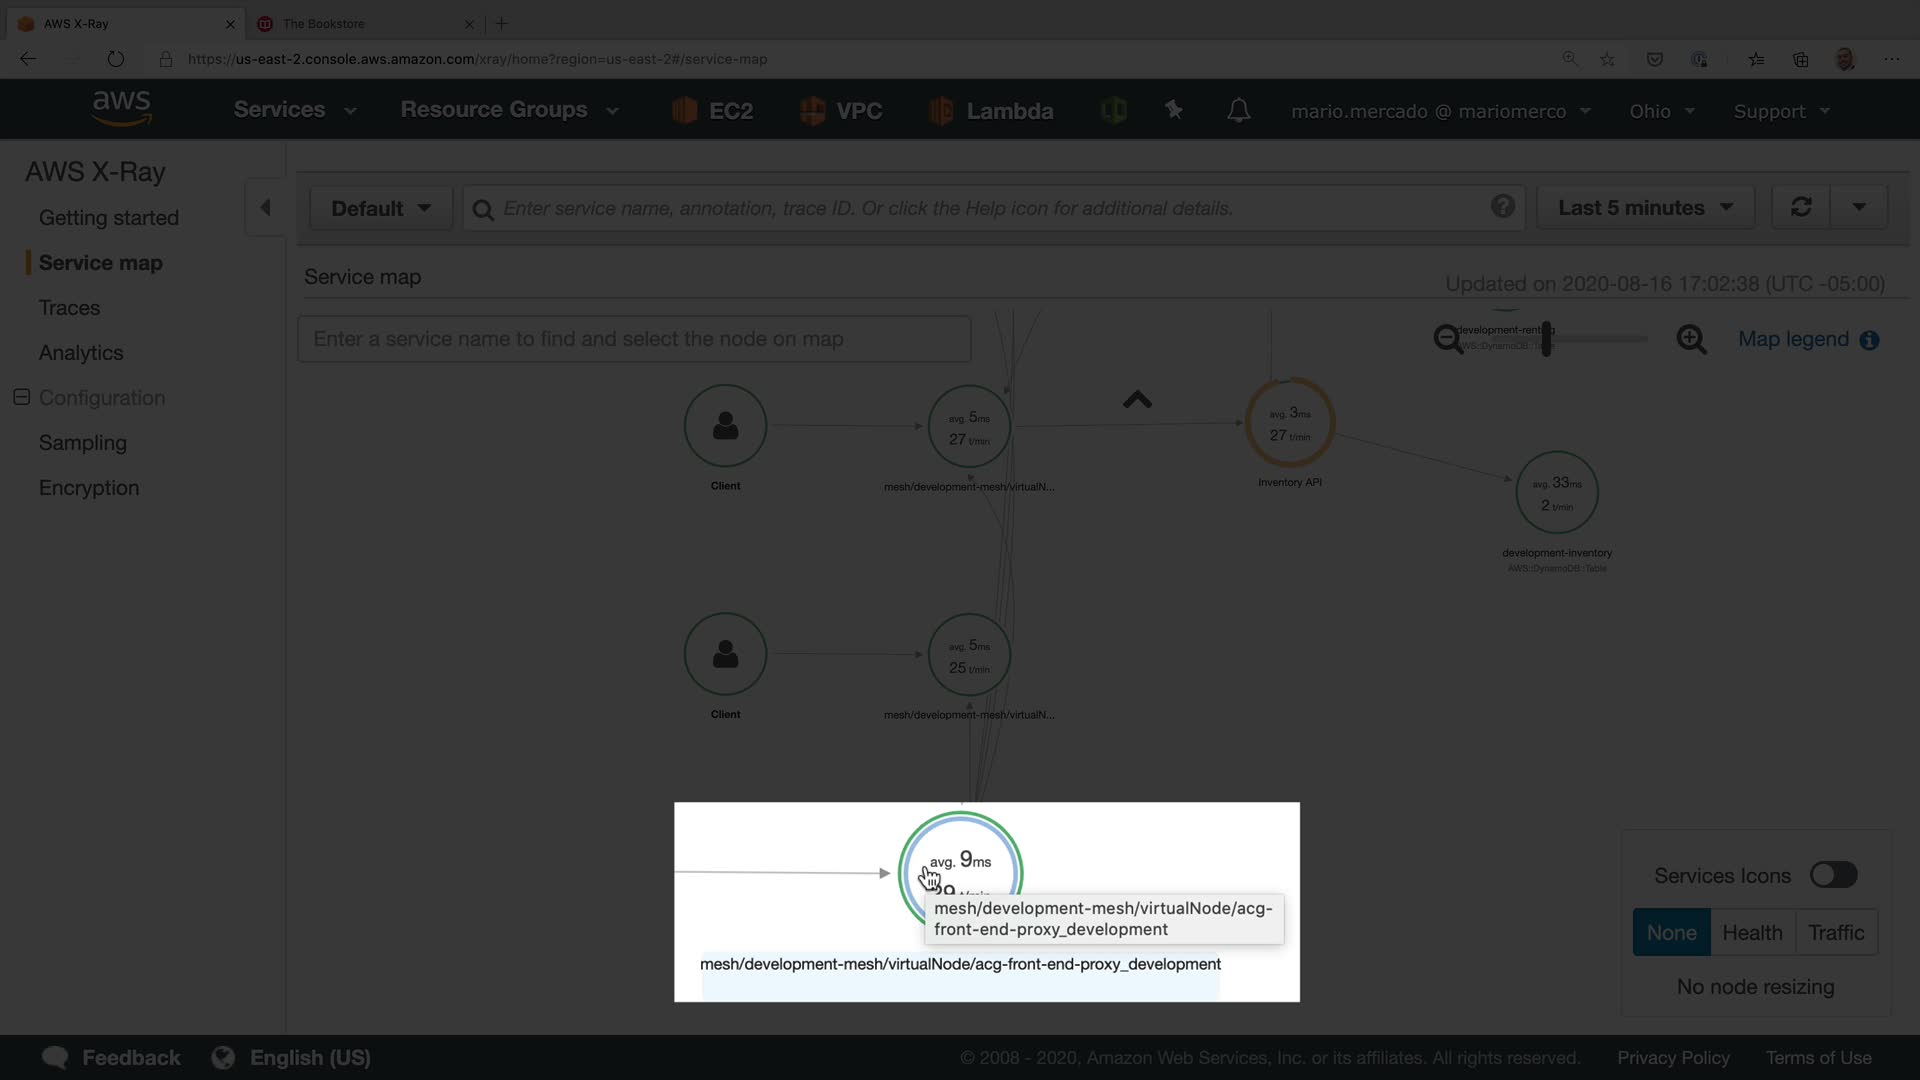 AWS X-Ray
The Bookstore
https://us-east-2.console.aws.amazon.com/xray/home?region=us-east-2#/service-map
aws
Services
Resource Groups
EC2
VPC
Lambda
mario.mercado @ mariomerco
Ohio
Support
AWS X-Ray
Getting started
Service map
Traces
Analytics
Configuration
Sampling
Encryption
Default
Enter service name, annotation, trace ID. Or click the Help icon for additional details.
Last 5 minutes
Service map
Updated on 2020-08-16 17:02:38 (UTC -05:00)
Enter a service name to find and select the node on map
Map legend
avg. 5ms
27 t/min
Client
mesh/development-mesh/virtualN...
avg. 3ms
27 t/min
Inventory API
avg. 33ms
2 t/min
development-inventory
AWS::DynamoDB::Table
avg. 5ms
25 t/min
Client
mesh/development-mesh/virtualN...
avg. 9ms
mesh/development-mesh/virtualNode/acg-
front-end-proxy_development
mesh/development-mesh/virtualNode/acg-front-end-proxy_development
Services Icons
None
Health
Traffic
No node resizing
Feedback
English (US)
© 2008 - 2020, Amazon Web Services, Inc. or its affiliates. All rights reserved.
Privacy Policy
Terms of Use